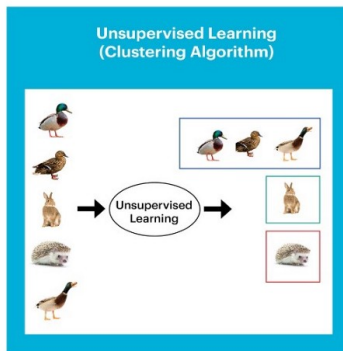 Unsupervised Learning
(Clustering Algorithm)
Unsupervised
Learning